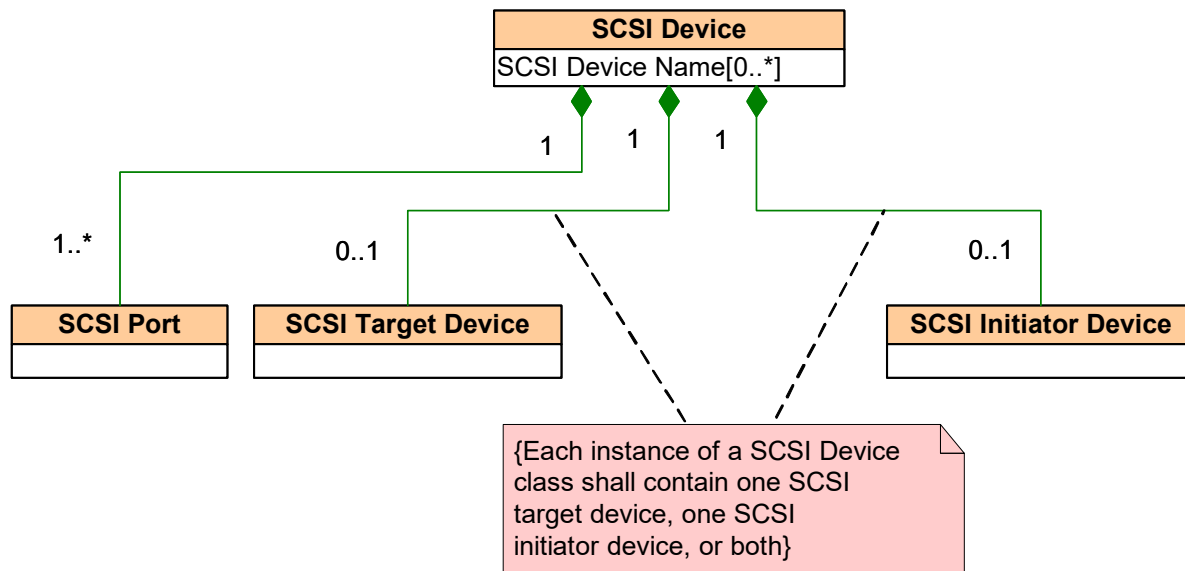 SCSI Device
SCSI Device Name[0..*]
1
1
1
1..*
0..1
0..1
SCSI Port
SCSI Target Device
SCSI Initiator Device
{Each instance of a SCSI Device
class shall contain one SCSI
target device, one SCSI
initiator device, or both}